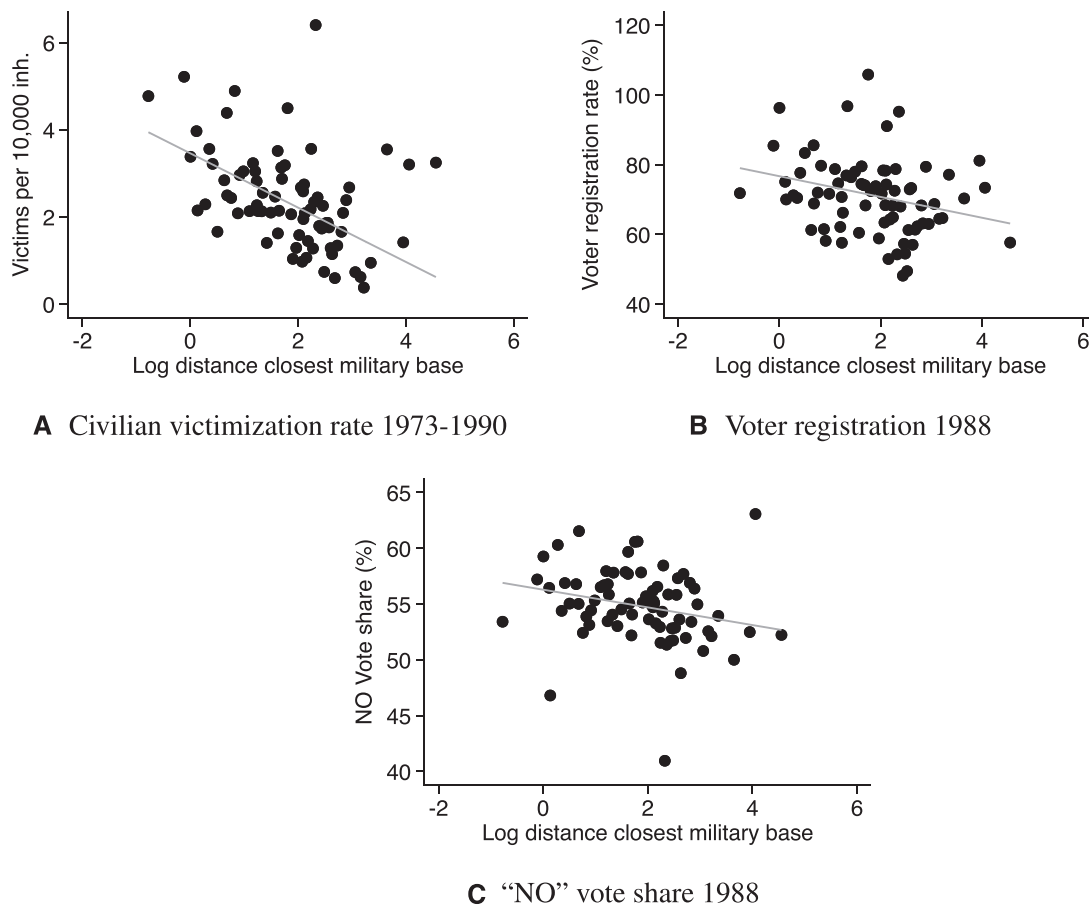 Victims per 10,000 inh.
6
4
2
0
-2 0 2 4 6
Log distance closest military base
A Civilian victimization rate 1973-1990
Voter registration rate (%)
120
100
80
60
40
-2 0 2 4 6
Log distance closest military base
B Voter registration 1988
NO Vote share (%)
65
60
55
50
45
40
-2 0 2 4 6
Log distance closest military base
C “NO” vote share 1988